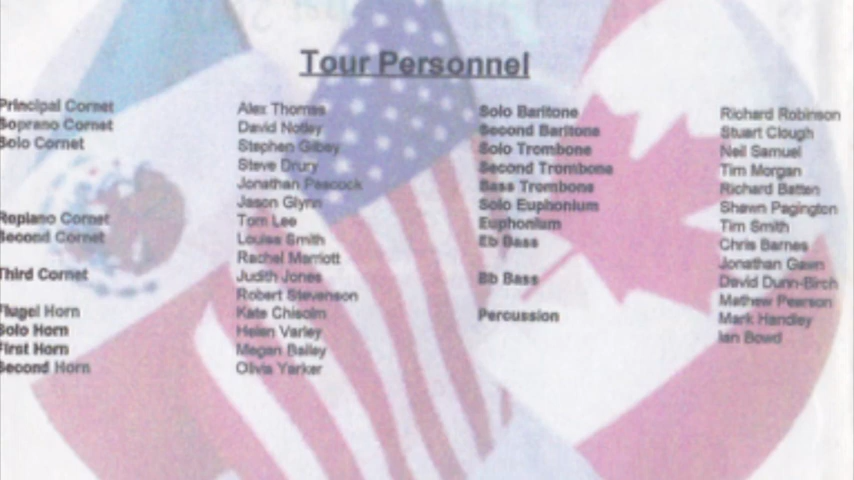 Tour Personnel
Principal Cornet Alex Thomas
Soprano Cornet David Notley
Solo Cornet Stephen Gibey
Steve Drury
Jonathan Peacock
Jason Glynn
Repiano Cornet Tom Lee
Second Cornet Louise Smith
Rachel Marriott
Third Cornet Judith Jones
Robert Stevenson
Flugel Horn Kate Chisolm
Solo Horn Helen Varley
First Horn Megan Bailey
Second Horn Olivia Yarker
Solo Baritone Richard Robinson
Second Baritone Stuart Clough
Solo Trombone Neil Samuel
Second Trombone Tim Morgan
Bass Trombone Richard Batten
Solo Euphonium Shawn Pagington
Euphonium Tim Smith
Eb Bass Chris Barnes
Jonathan Gawn
Bb Bass David Dunn-Birch
Mathew Pearson
Percussion Mark Handley
Ian Bowd